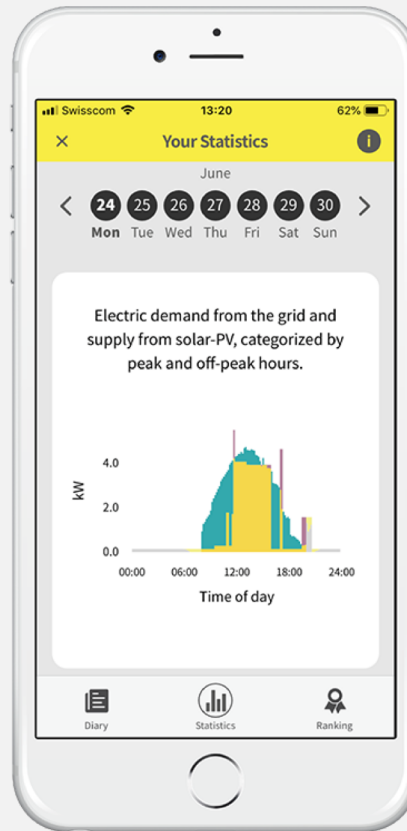 Swisscom 13:20 62%
Your Statistics
June
24 25 26 27 28 29 30
Mon Tue Wed Thu Fri Sat Sun
Electric demand from the grid and
supply from solar-PV, categorized by
peak and off-peak hours.
4.0
kW
2.0
0.0
00:00 06:00 12:00 18:00 24:00
Time of day
Diary Statistics Ranking